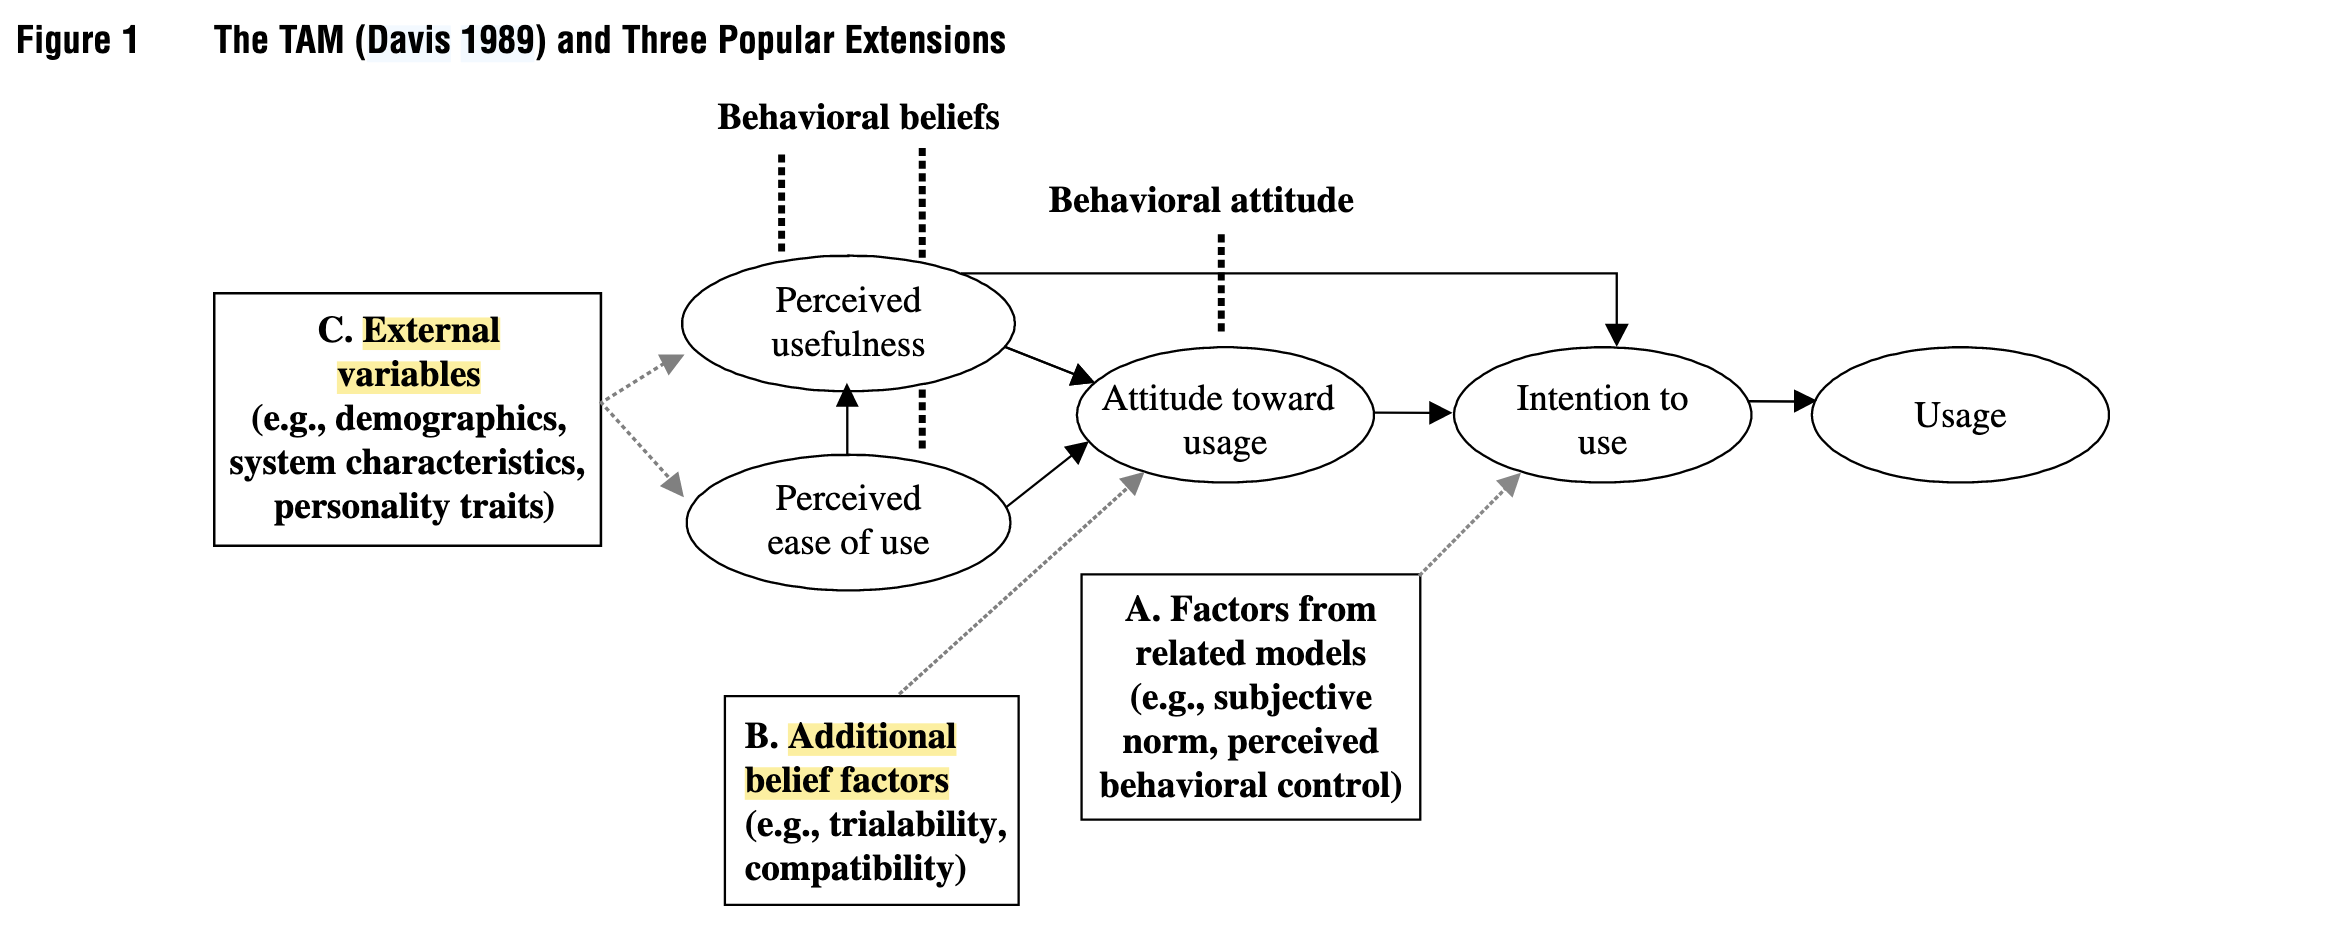 Figure 1 The TAM (Davis 1989) and Three Popular Extensions
Behavioral beliefs
Behavioral attitude
Perceived
usefulness
C. External
variables
(e.g., demographics,
system characteristics,
personality traits)
Attitude toward
usage
Intention to
use
Usage
Perceived
ease of use
A. Factors from
related models
(e.g., subjective
norm, perceived
behavioral control)
B. Additional
belief factors
(e.g., trialability,
compatibility)